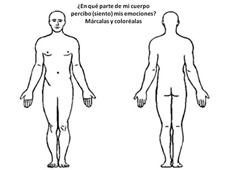 ¿En qué parte de mi cuerpo
percibo (siento) mis emociones?
Márcalas y coloréalas